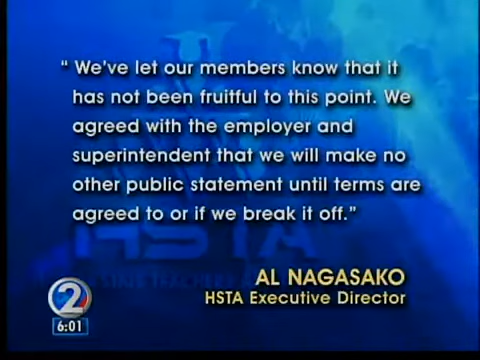 “ We've let our members know that it
has not been fruitful to this point. We
agreed with the employer and
superintendent that we will make no
other public statement until terms are
agreed to or if we break it off.”
HSTA
AL NAGASAKO
HSTA Executive Director
2
6:01